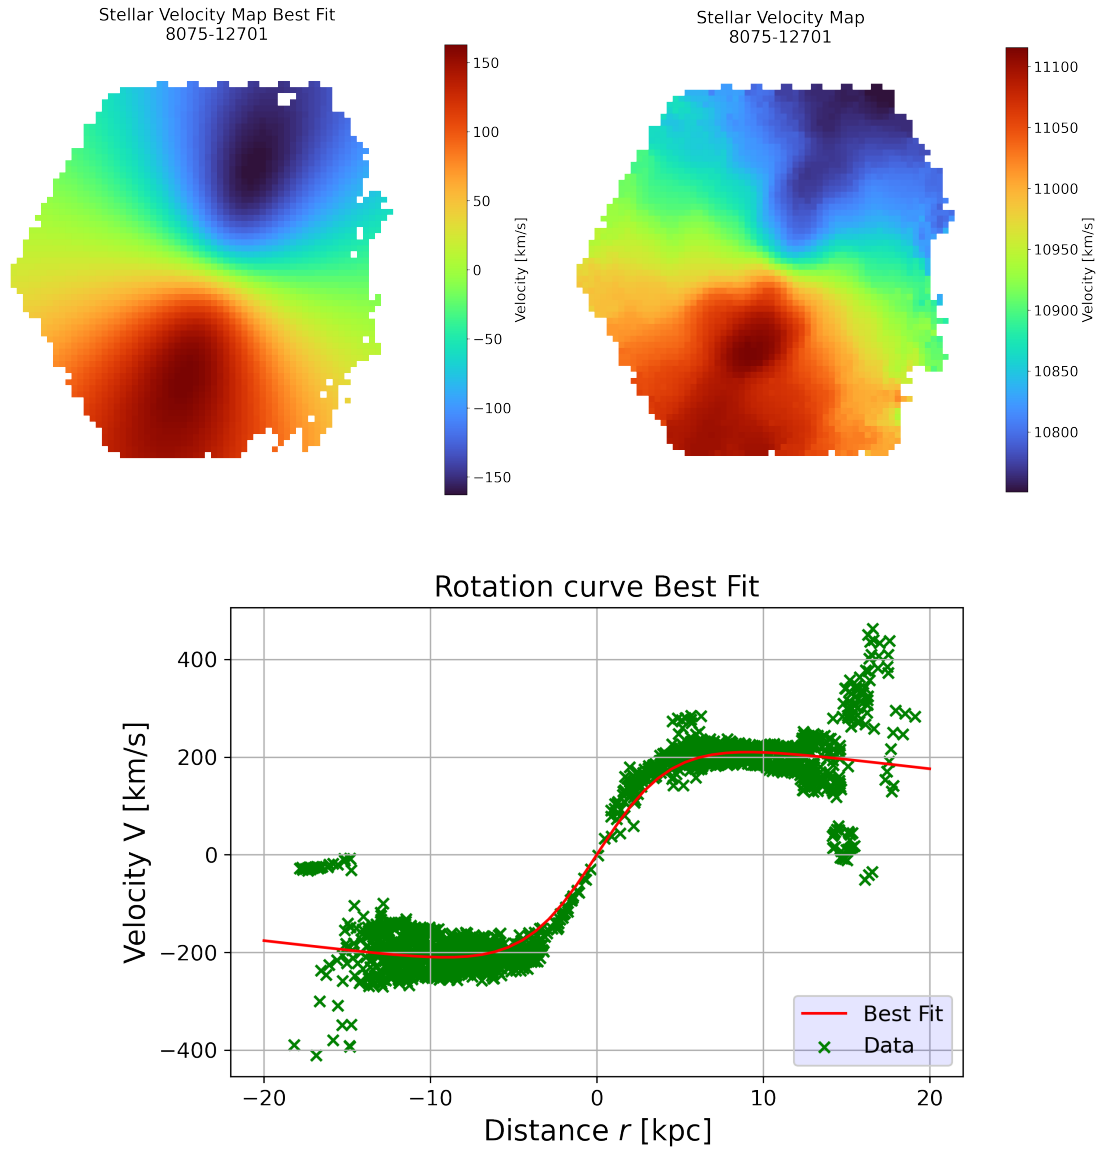 Stellar Velocity Map Best Fit
8075-12701
150
100
50
0
−50
−100
−150
Velocity [km/s]
Stellar Velocity Map
8075-12701
11100
11050
11000
10950
10900
10850
10800
Velocity [km/s]
Rotation curve Best Fit
400
200
0
−200
−400
Velocity V [km/s]
Best Fit
Data
−20
−10
0
10
20
Distance r [kpc]